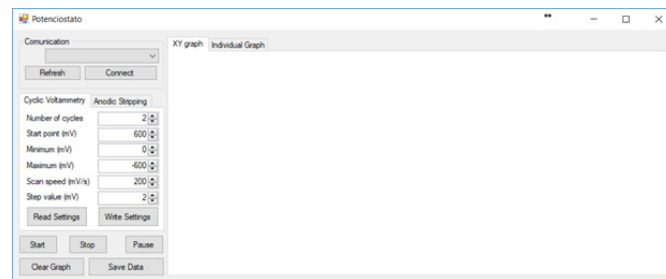 Potenciostato
Comunication
Refresh Connect
Cyclic Voltammetry Anodic Stripping
Number of cycles 2
Start point (mV) 600
Minimum (mV) 0
Maximum (mV) -600
Scan speed (mV/s) 200
Step value (mV) 2
Read Settings Write Settings
Start Stop Pause
Clear Graph Save Data
XY graph Individual Graph